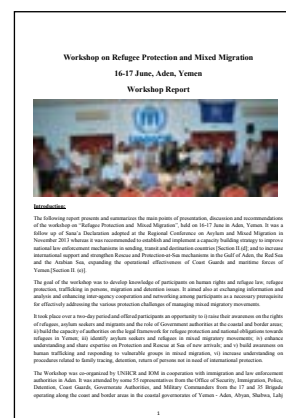 Workshop on Refugee Protection and Mixed Migration
16-17 June, Aden, Yemen
Workshop Report
UNHCR
Introduction:
The following report presents and summarizes the main points of presentation, discussion and recommendations
of the workshop on "Refugee Protection and Mixed Migration", held on 16-17 June in Aden, Yemen. It was a
follow up of Sana'a Declaration adopted at the Regional Conference on Asylum and Mixed Migration in
November 2013 whereas it was recommended to establish and implement a capacity building strategy to improve
national law enforcement mechanisms in sending, transit and destination countries [Section II (d]; and to increase
international support and strengthen Rescue and Protection-at-Sea mechanisms in the Gulf of Aden, the Red Sea
and the Arabian Sea, expanding the operational effectiveness of Coast Guards and maritime forces of
Yemen [Section II. (e)].
The goal of the workshop was to develop knowledge of participants on human rights and refugee law, refugee
protection, trafficking in persons, migration and detention issues. It aimed also at exchanging information and
analysis and enhancing inter-agency cooperation and networking among participants as a necessary prerequisite
for effectively addressing the various protection challenges of managing mixed migratory movements.
It took place over a two-day period and offered participants an opportunity to i) raise their awareness on the rights
of refugees, asylum seekers and migrants and the role of Government authorities at the coastal and border areas;
ii) build the capacity of authorities on the legal framework for refugee protection and national obligations towards
refugees in Yemen; iii) identify asylum seekers and refugees in mixed migratory movements; iv) enhance
understanding and share expertise on Protection and Rescue at Sea of new arrivals; and v) build awareness on
human trafficking and responding to vulnerable groups in mixed migration, vi) increase understanding on
procedures related to family tracing, detention, return of persons not in need of international protection.
The Workshop was co-organized by UNHCR and IOM in cooperation with immigration and law enforcement
authorities in Aden. It was attended by some 55 representatives from the Office of Security, Immigration, Police,
Detention, Coast Guards, Governorate Authorities, and Military Commanders from the 17 and 35 Brigada
operating along the coast and border areas in the coastal governorates of Yemen - Aden, Abyan, Shabwa, Lahj
1